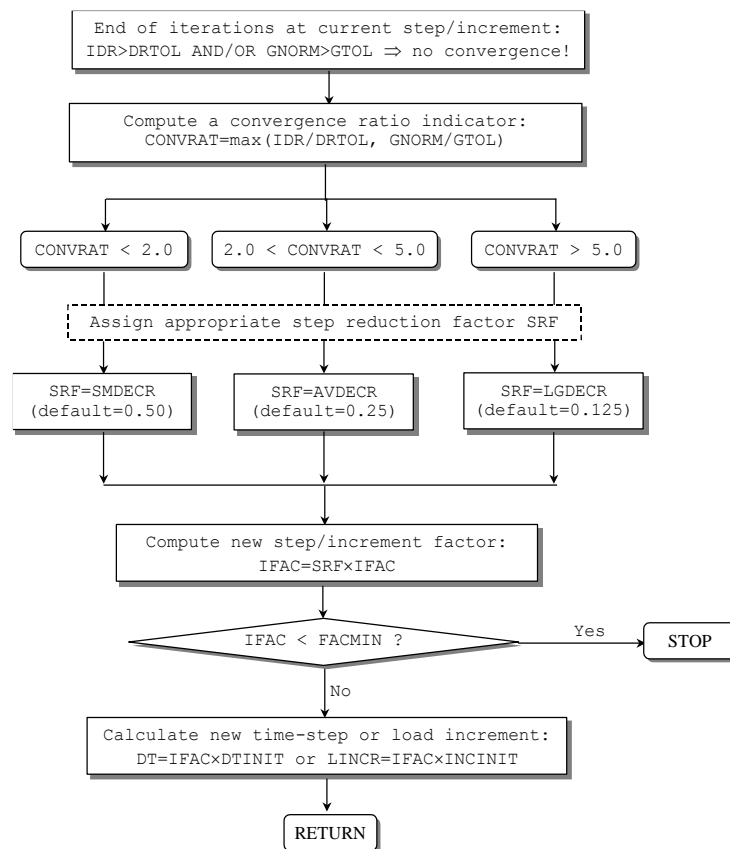 End of iterations at current step/increment:
IDR>DRTOL AND/OR GNORM>GTOL ⇒ no convergence!
Compute a convergence ratio indicator:
CONVRAT=max(IDR/DRTOL, GNORM/GTOL)
CONVRAT < 2.0
2.0 < CONVRAT < 5.0
CONVRAT > 5.0
Assign appropriate step reduction factor SRF
SRF=SMDECR
(default=0.50)
SRF=AVDECR
(default=0.25)
SRF=LGDECR
(default=0.125)
Compute new step/increment factor:
IFAC=SRF×IFAC
IFAC < FACMIN ?
Yes
STOP
No
Calculate new time-step or load increment:
DT=IFAC×DTINIT or LINCR=IFAC×INCINIT
RETURN